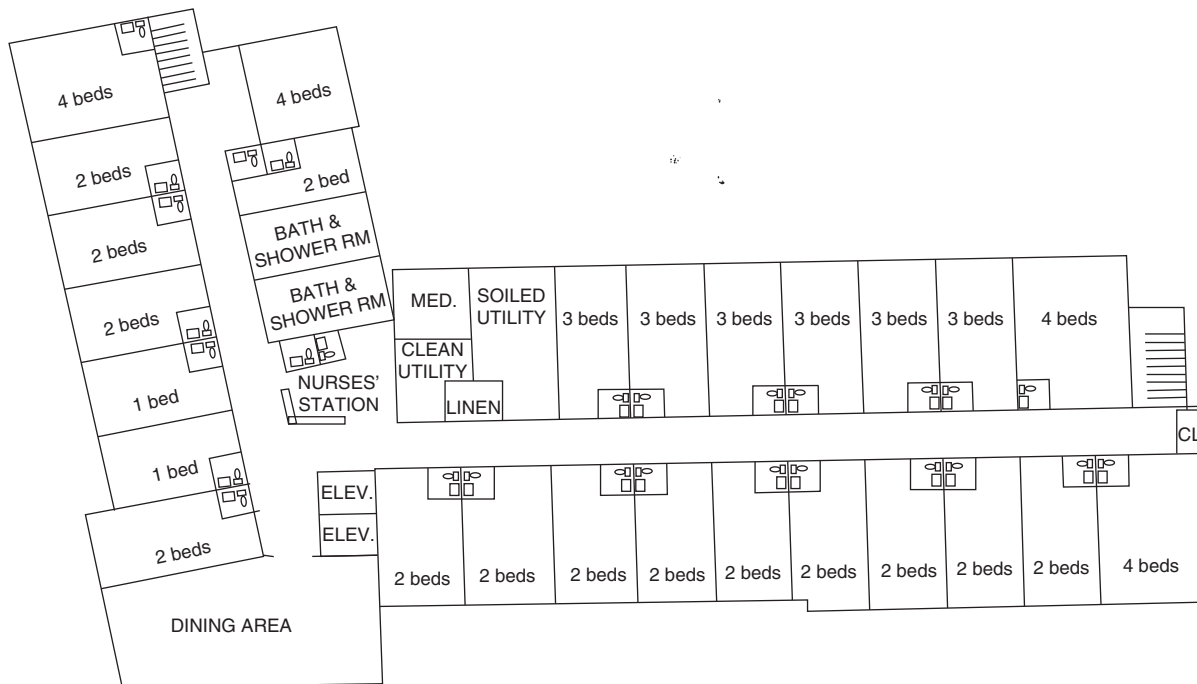 4 beds
4 beds
2 beds
2 bed
2 beds
BATH &
SHOWER RM
2 beds
BATH &
SHOWER RM
1 bed
1 bed
2 beds
DINING AREA
NURSES'
STATION
MED.
CLEAN
UTILITY
LINEN
SOILED
UTILITY
3 beds
3 beds
3 beds
3 beds
3 beds
3 beds
4 beds
CL
ELEV.
ELEV.
2 beds
2 beds
2 beds
2 beds
2 beds
2 beds
2 beds
2 beds
2 beds
4 beds